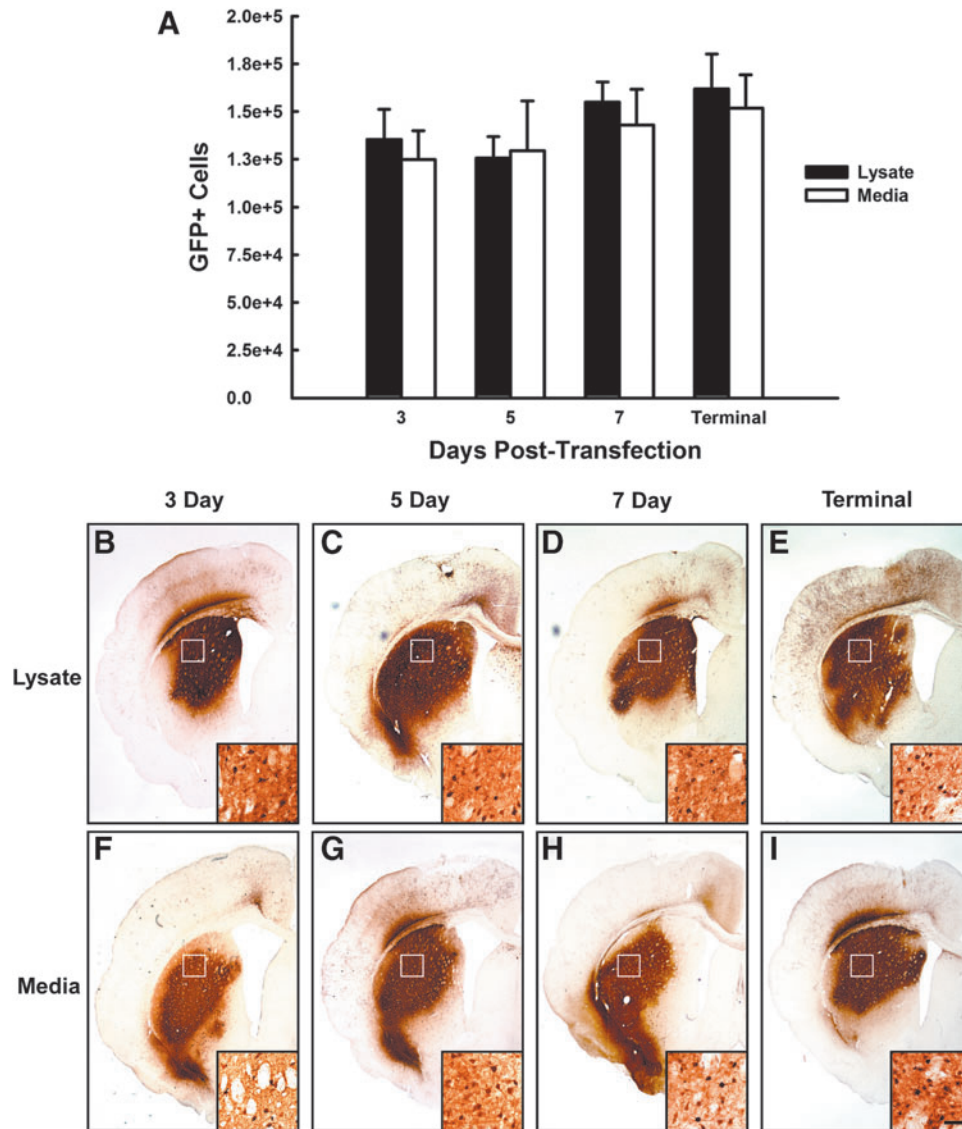 A
GFP+ Cells
2.0e+5
1.8e+5
1.5e+5
1.3e+5
1.0e+5
7.5e+4
5.0e+4
2.5e+4
0.0
3 5 7 Terminal
Days Post-Transfection
Lysate
Media
3 Day 5 Day 7 Day Terminal
Lysate
B C D E
Media
F G H I